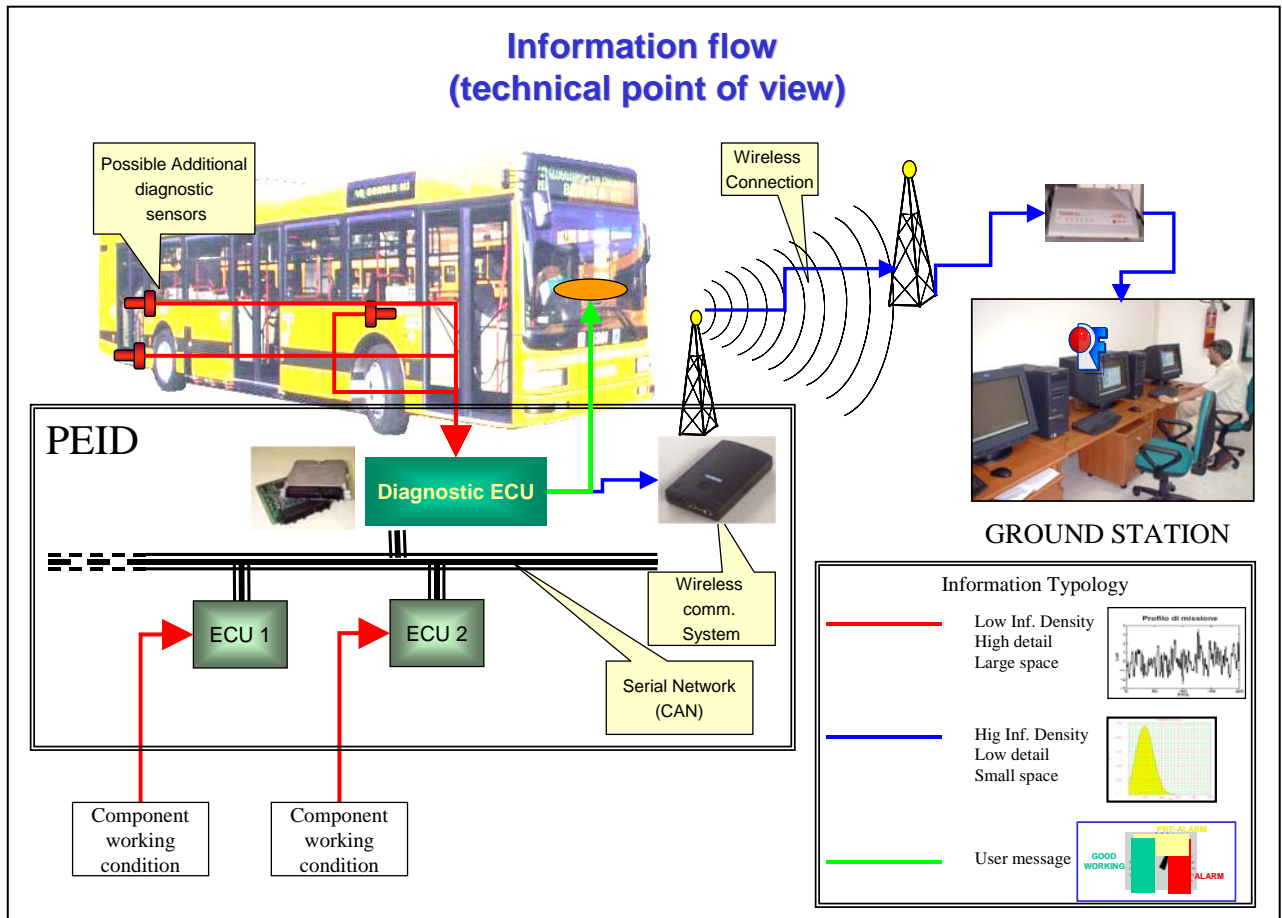 Information flow
(technical point of view)
Possible Additional
diagnostic
sensors
Wireless
Connection
PEID
Diagnostic ECU
GROUND STATION
ECU 1
ECU 2
Wireless
comm.
System
Serial Network
(CAN)
Component
working
condition
Component
working
condition
Information Typology
Low Inf. Density
High detail
Large space
Profilo di missione
Hig Inf. Density
Low detail
Small space
User message
PRE-ALARM
GOOD
WORKING
ALARM